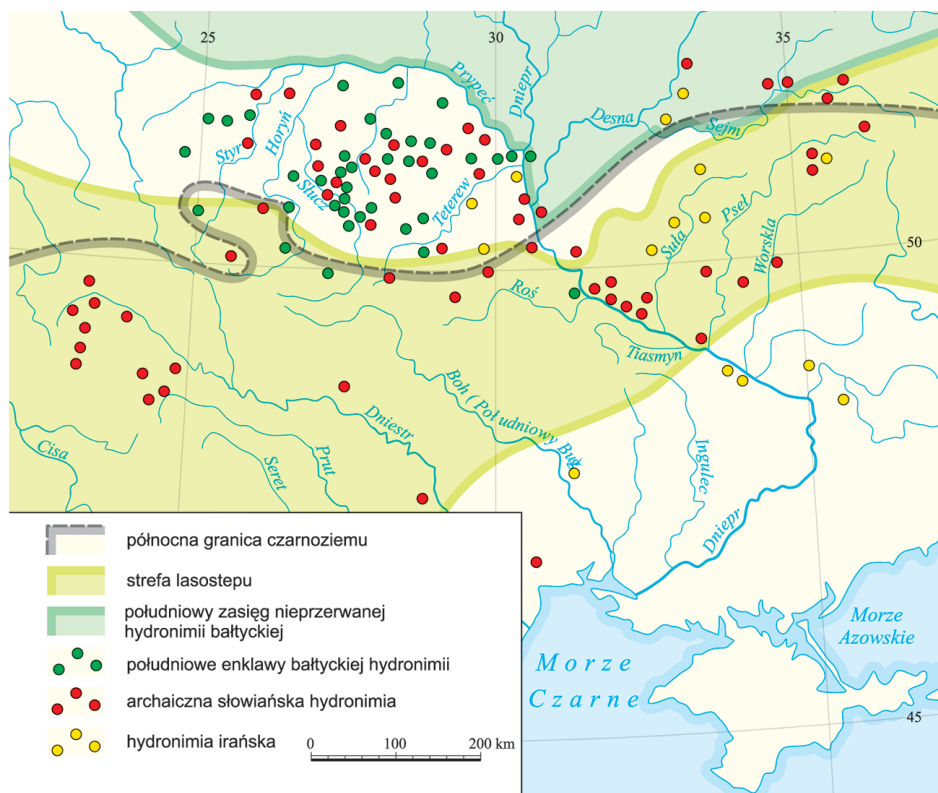 25
30
35
Prypeć
Dniepr
Desna
Sejm
Styr
Horyń
Słucz
Teterew
Suła
Psel
Worskla
50
Roś
Tiasmyn
Boh (Południowy Bug)
Dniestr
Ingulec
Cisa
Seret
Prut
Dniepr
północna granica czarnoziemu
strefa lasostepu
południowy zasięg nieprzerwanej
hydronimii bałtyckiej
południowe enklawy bałtyckiej hydronimii
archaiczna słowiańska hydronimia
hydronimia irańska
0 100 200 km
Morze
Azowskie
Morze
Czarne
45